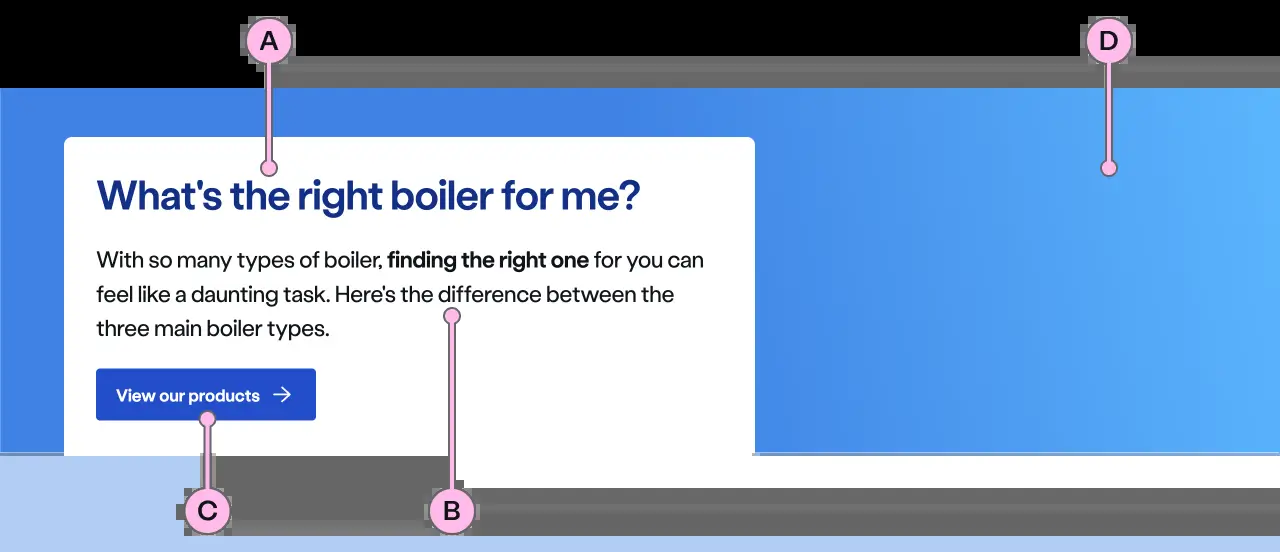 A
D
What's the right boiler for me?
With so many types of boiler, finding the right one for you can
feel like a daunting task. Here's the difference between the
three main boiler types.
View our products →
C
B